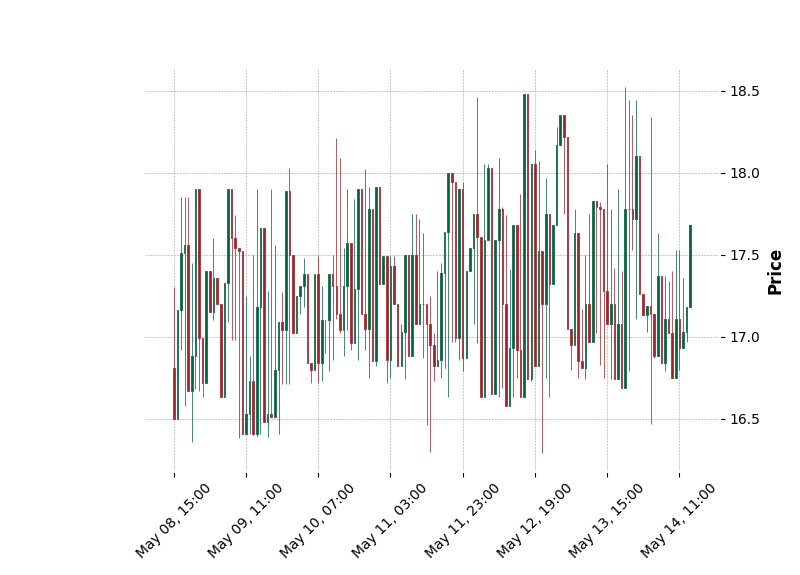 18.5
18.0
17.5
17.0
16.5
Price
May 08, 15:00
May 09, 11:00
May 10, 07:00
May 11, 03:00
May 11, 23:00
May 12, 19:00
May 13, 15:00
May 14, 11:00